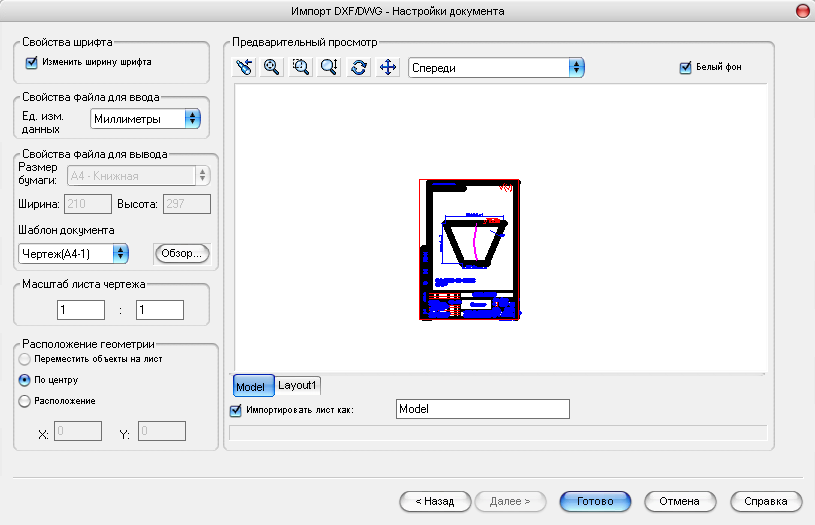 Импорт DXF/DWG - Настройки документа
Свойства шрифта
Изменить ширину шрифта
Свойства файла для ввода
Ед. изм. данных
Миллиметры
Свойства файла для вывода
Размер бумаги:
A4 - Книжная
Ширина: 210 Высота: 297
Шаблон документа
Чертеж(A4-1) Обзор...
Масштаб листа чертежа
1 : 1
Расположение геометрии
Переместить объекты на лист
По центру
Расположение
X: 0 Y: 0
Предварительный просмотр
Спереди Белый фон
Model Layout1
Импортировать лист как: Model
< Назад Далее > Готово Отмена Справка